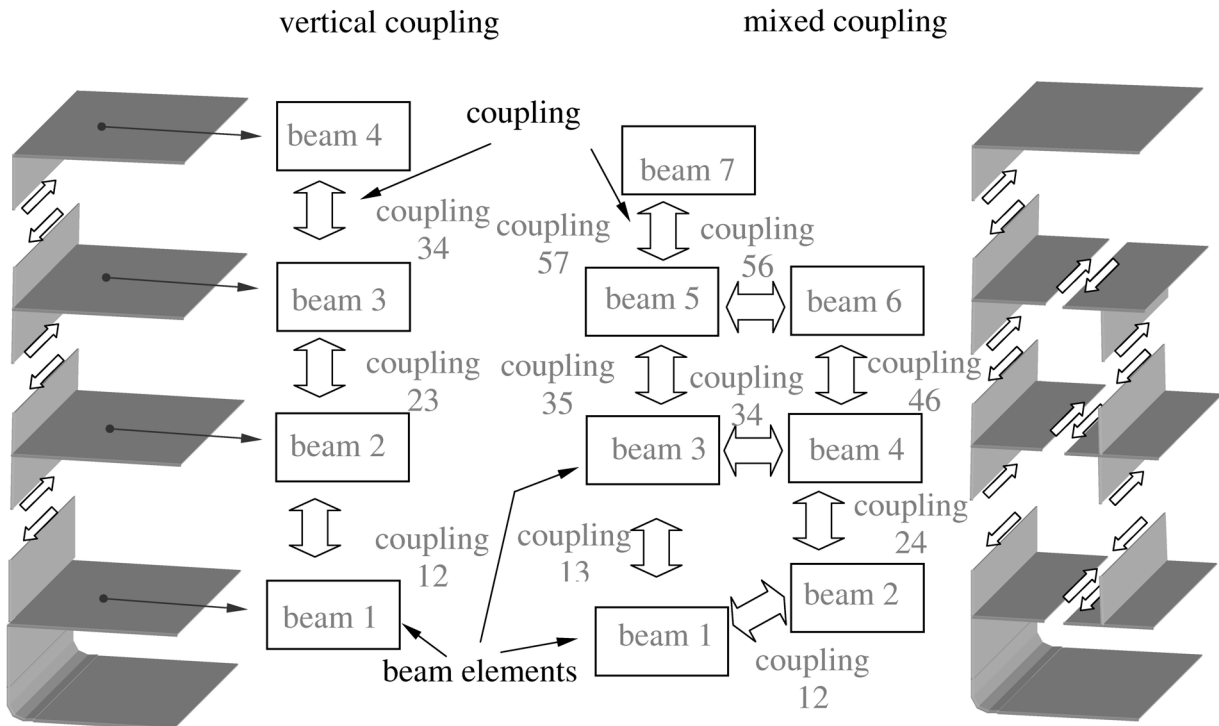 vertical coupling
mixed coupling
beam 4
coupling
beam 7
coupling
34
coupling
57
coupling
56
beam 3
beam 5
beam 6
coupling
23
coupling
35
coupling
34
coupling
46
beam 2
beam 3
beam 4
coupling
12
coupling
13
coupling
24
beam 1
beam 1
beam 2
beam elements
coupling
12